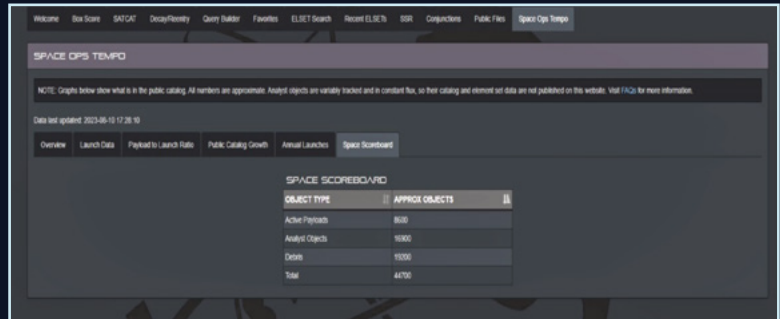 Welcome Box Score SATCAT Decay/Reentry Query Builder Favorites ELSET Search Recent ELSETs SSR Conjunctions Public Files Space Ops Tempo
SPACE OPS TEMPO
NOTE: Graphs below show what is in the public catalog. All numbers are approximate. Analyst objects are variably tracked and in constant flux, so their catalog and element set data are not published on this website. Visit FAQs for more information.
Data last updated: 2023-06-10 17:28:10
Overview Launch Data Payload to Launch Ratio Public Catalog Growth Annual Launches Space Scoreboard
SPACE SCOREBOARD
OBJECT TYPE APPROX OBJECTS
Active Payloads 8600
Analyst Objects 16900
Debris 19200
Total 44700